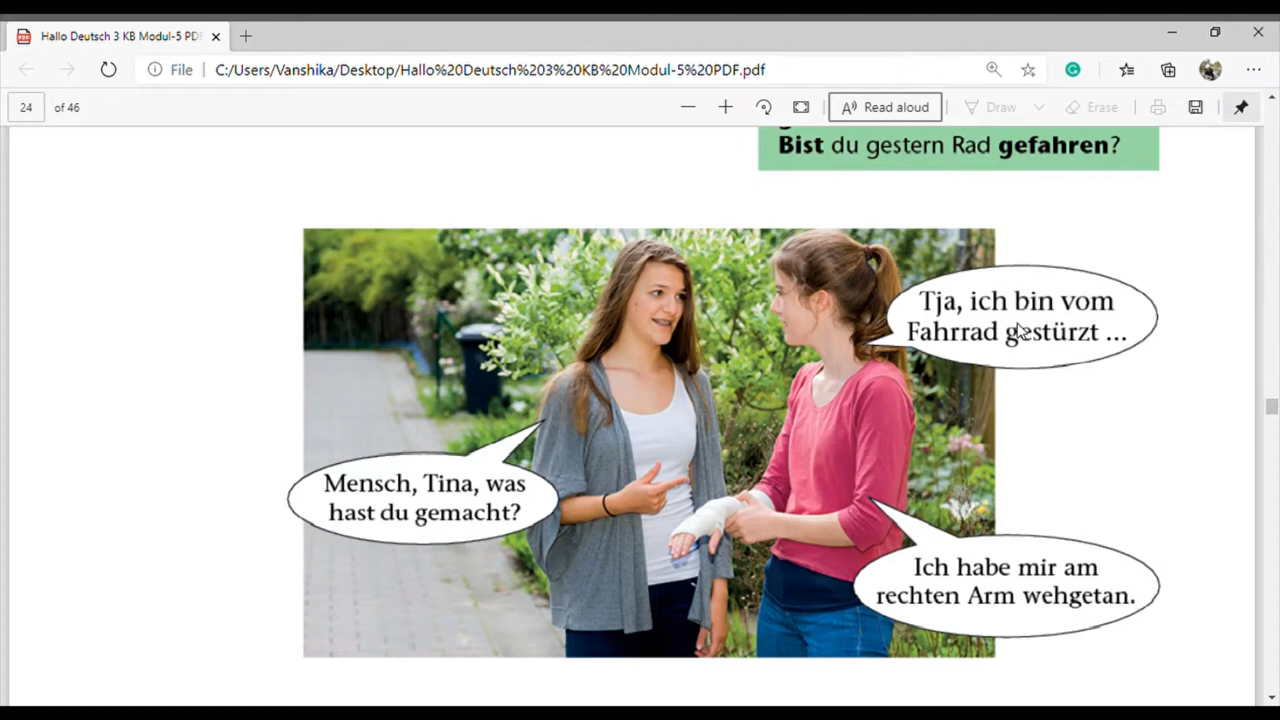 Hallo Deutsch 3 KB Modul-5 PDF
File
C:/Users/Vanshika/Desktop/Hallo%20Deutsch%203%20KB%20Modul-5%20PDF.pdf
24 of 46
Read aloud
Draw
Erase
Bist du gestern Rad gefahren?
Tja, ich bin vom
Fahrrad gestürzt ...
Mensch, Tina, was
hast du gemacht?
Ich habe mir am
rechten Arm wehgetan.